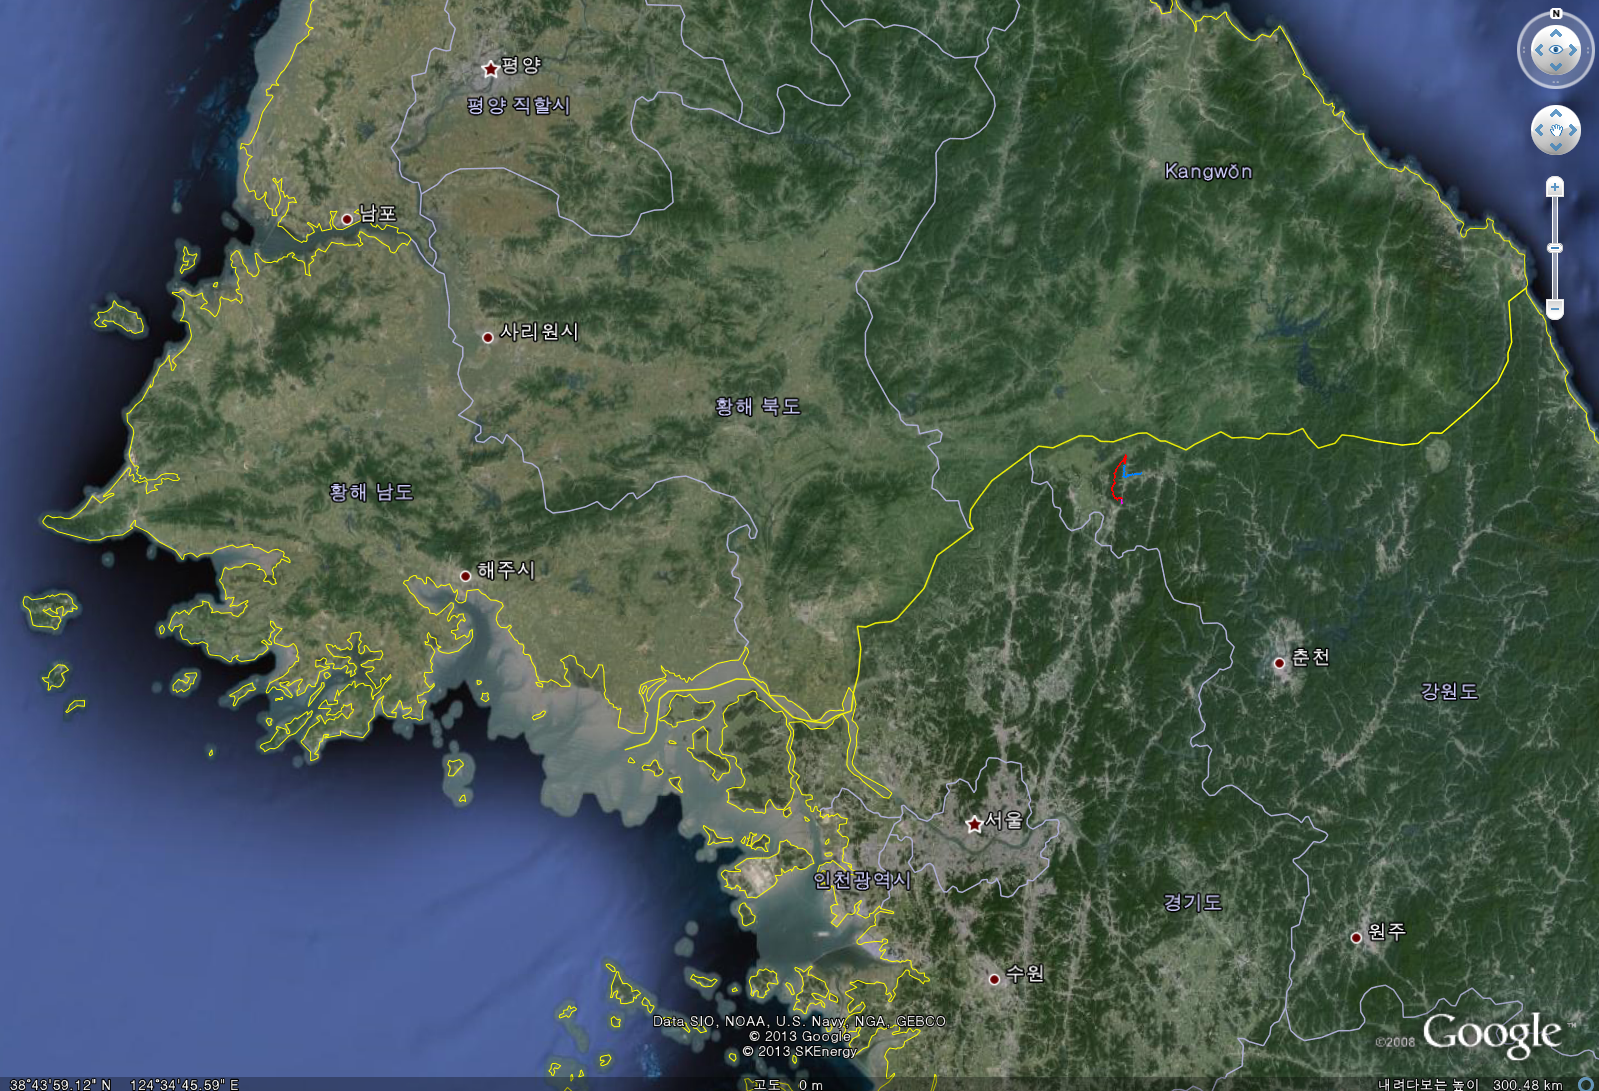 N
평양
평양 직할시
Kangwŏn
남포
사리원시
황해 북도
황해 남도
해주시
춘천
강원도
서울
인천광역시
경기도
원주
수원
Data SIO, NOAA, U.S. Navy, NGA, GEBCO
© 2013 Google
© 2013 SKEnergy
©2008 Google™
38°43'59.12" N 124°34'45.59" E 고도 0 m 내려다보는 높이 300.48 km